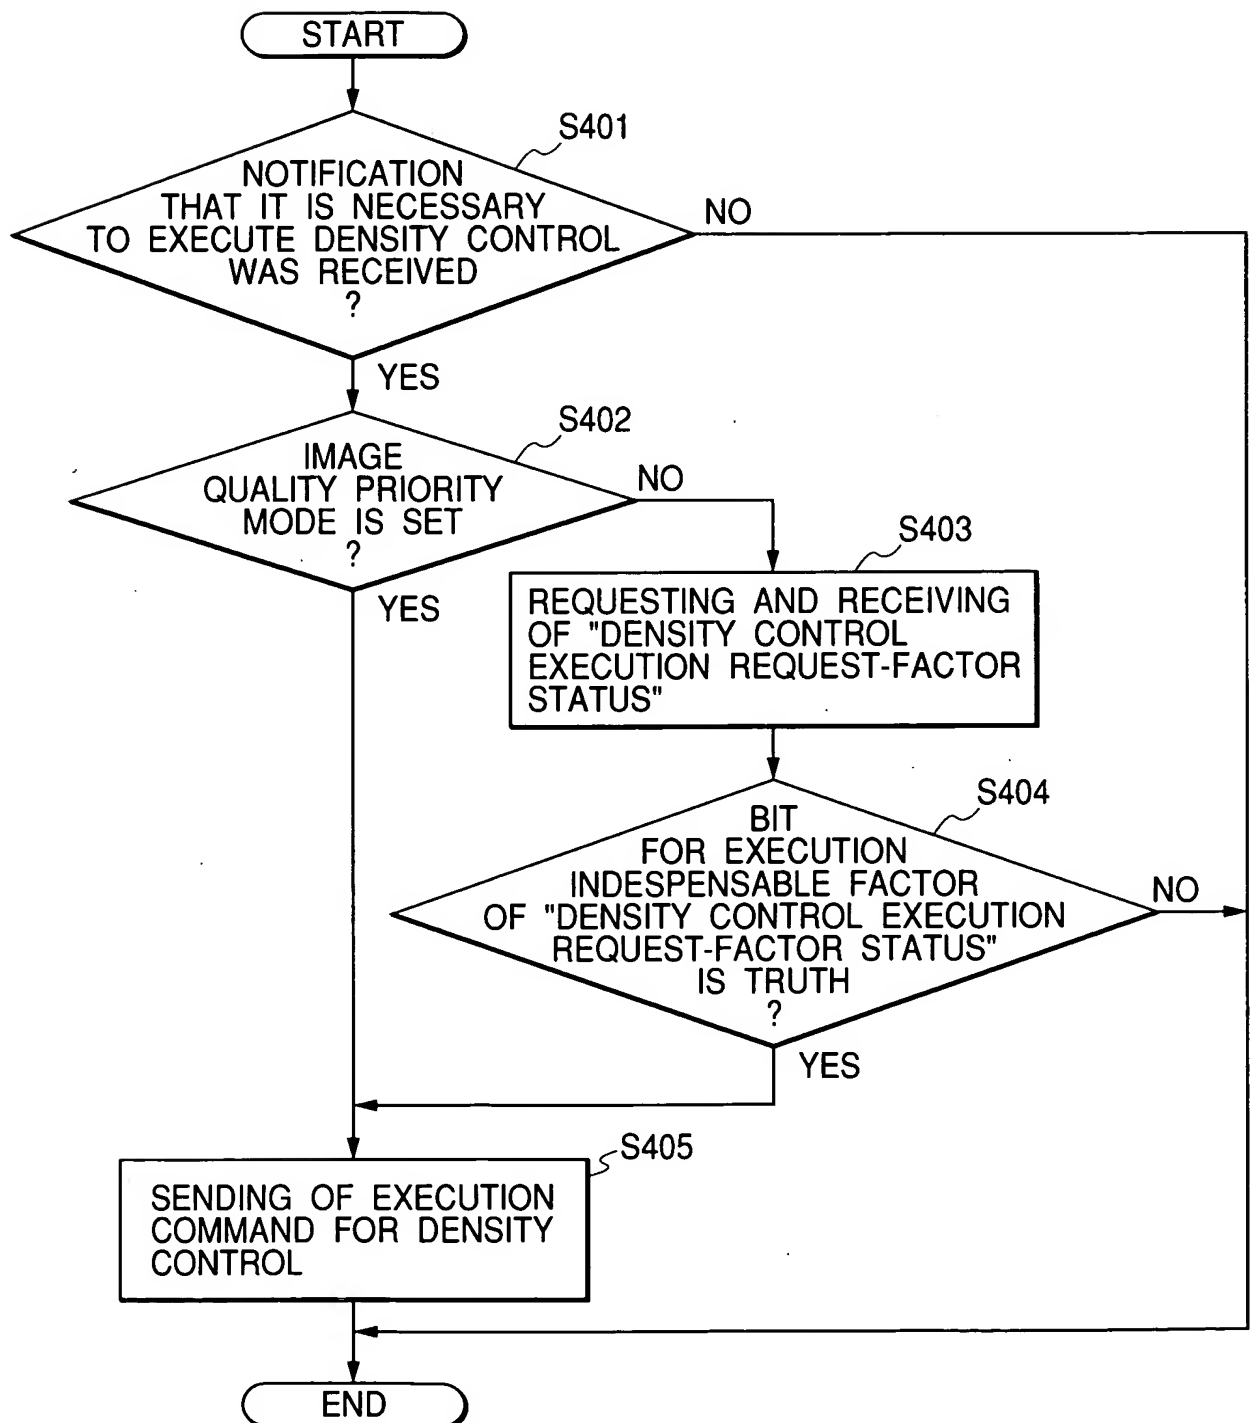 START
S401
NOTIFICATION
THAT IT IS NECESSARY
TO EXECUTE DENSITY CONTROL
WAS RECEIVED
?
NO
YES
S402
IMAGE
QUALITY PRIORITY
MODE IS SET
?
NO
YES
S403
REQUESTING AND RECEIVING
OF "DENSITY CONTROL
EXECUTION REQUEST-FACTOR
STATUS"
S404
BIT
FOR EXECUTION
INDESPENSABLE FACTOR
OF "DENSITY CONTROL EXECUTION
REQUEST-FACTOR STATUS"
IS TRUTH
?
NO
YES
S405
SENDING OF EXECUTION
COMMAND FOR DENSITY
CONTROL
END